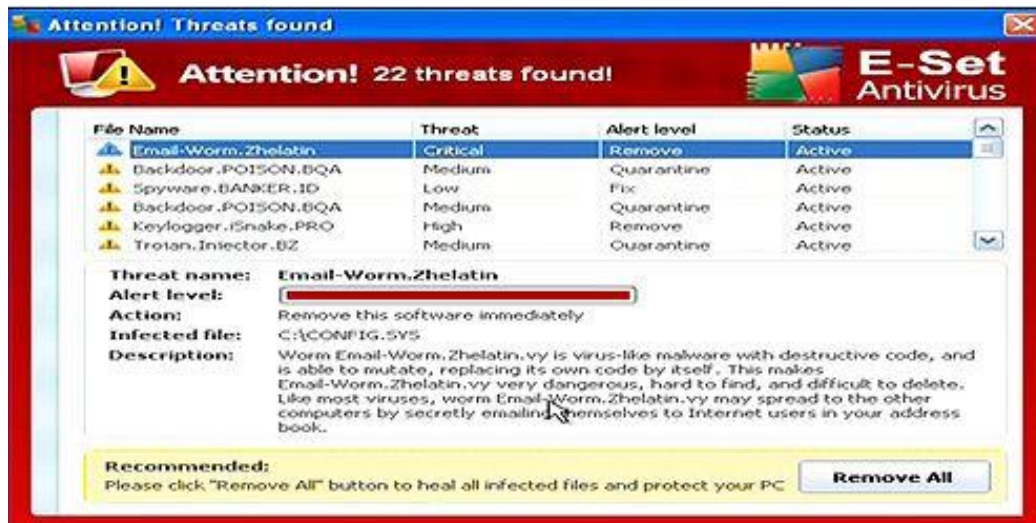 Attention! Threats found
Attention! 22 threats found!
E-Set
Antivirus
File Name Threat Alert level Status
Email-Worm.Zhelatin Critical Remove Active
Backdoor.POISON.BQA Medium Quarantine Active
Spyware.BANKER.ID Low Fix Active
Backdoor.POISON.BQA Medium Quarantine Active
Keylogger.iSnake.PRO High Remove Active
Trojan.Injector.BZ Medium Quarantine Active
Threat name: Email-Worm.Zhelatin
Alert level:
Action: Remove this software immediately
Infected file: C:\CONFIG.SYS
Description: Worm Email-Worm.Zhelatin.vy is virus-like malware with destructive code, and
is able to mutate, replacing its own code by itself. This makes
Email-Worm.Zhelatin.vy very dangerous, hard to find, and difficult to delete.
Like most viruses, worm Email-Worm.Zhelatin.vy may spread to the other
computers by secretly emailing themselves to Internet users in your address
book.
Recommended:
Please click "Remove All" button to heal all infected files and protect your PC
Remove All